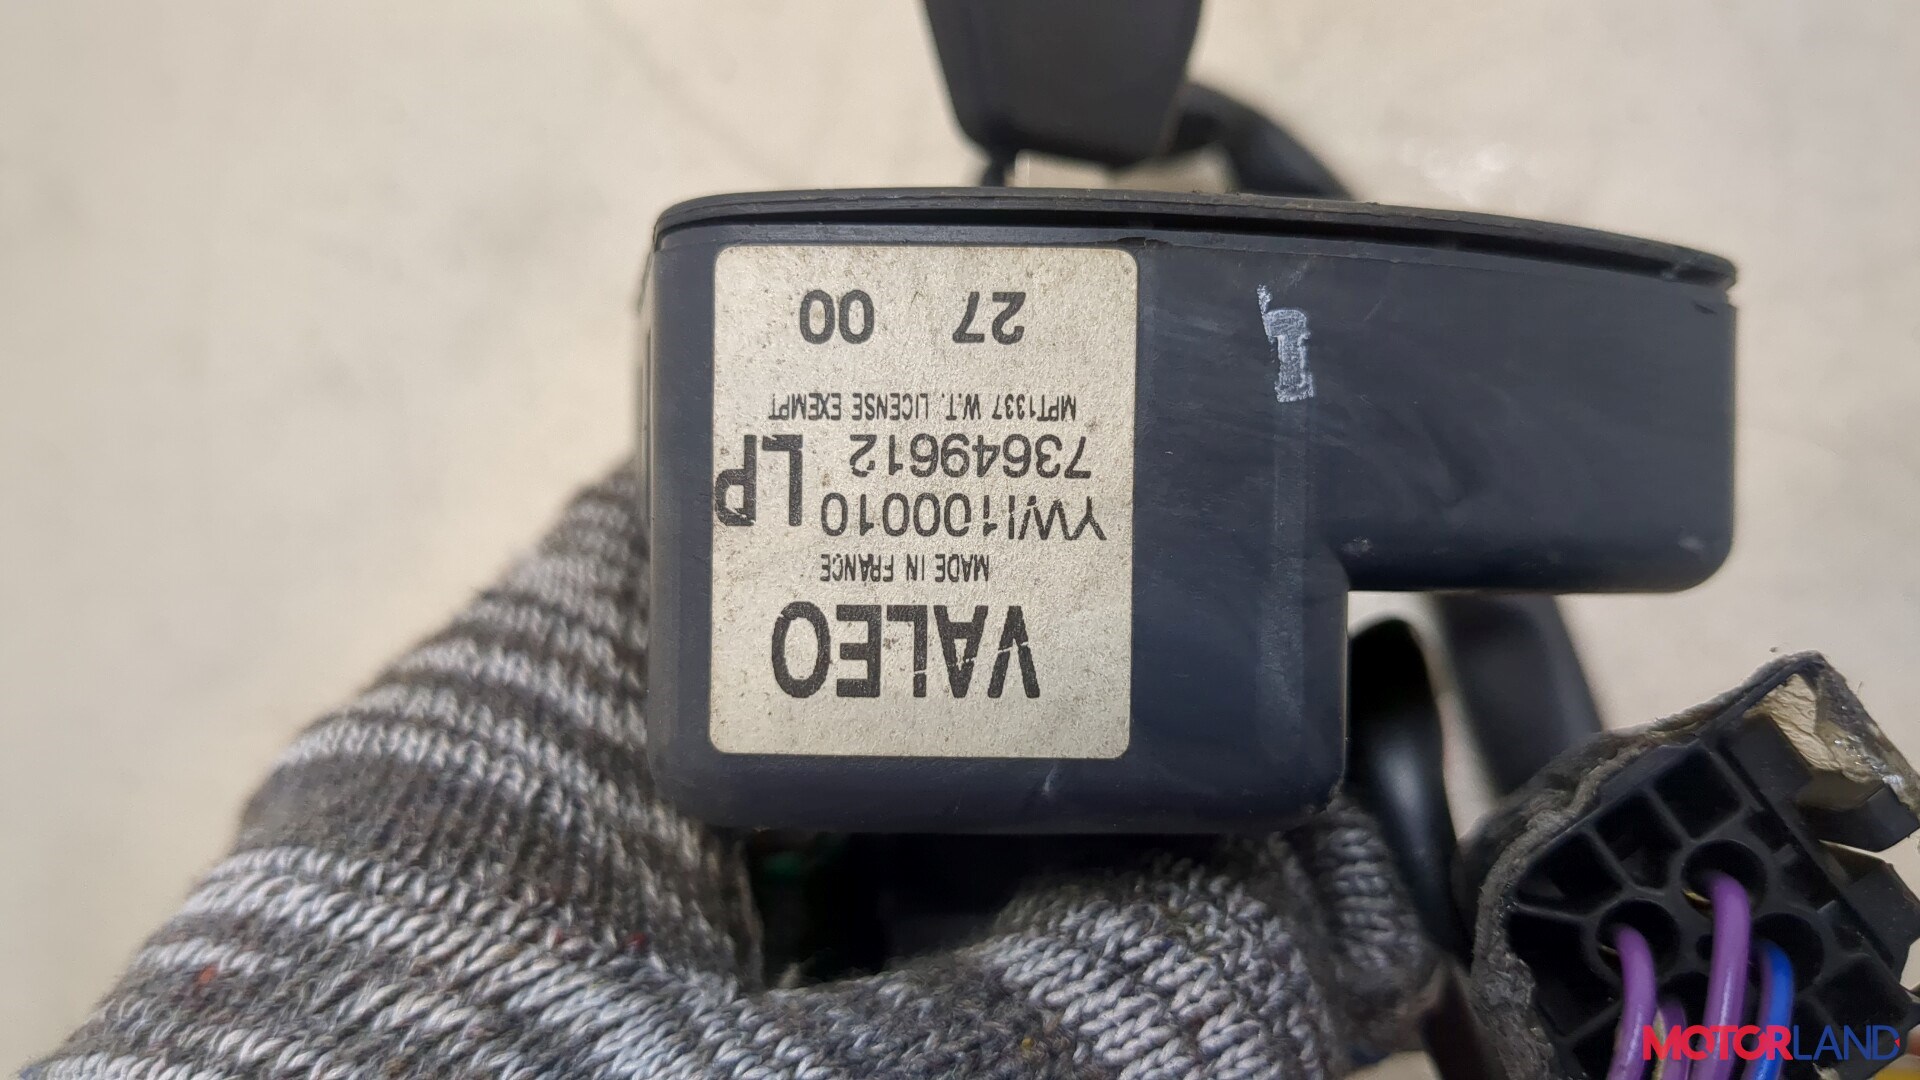 VALEO
MADE IN FRANCE
YWI100010 LP
73649612
MPT1337 W.T. LICENSE EXEMPT
27 00
MOTORLAND